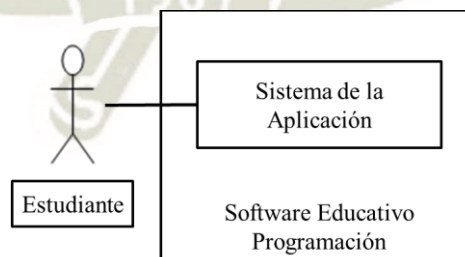 Sistema de la
Aplicación
Estudiante
Software Educativo
Programación